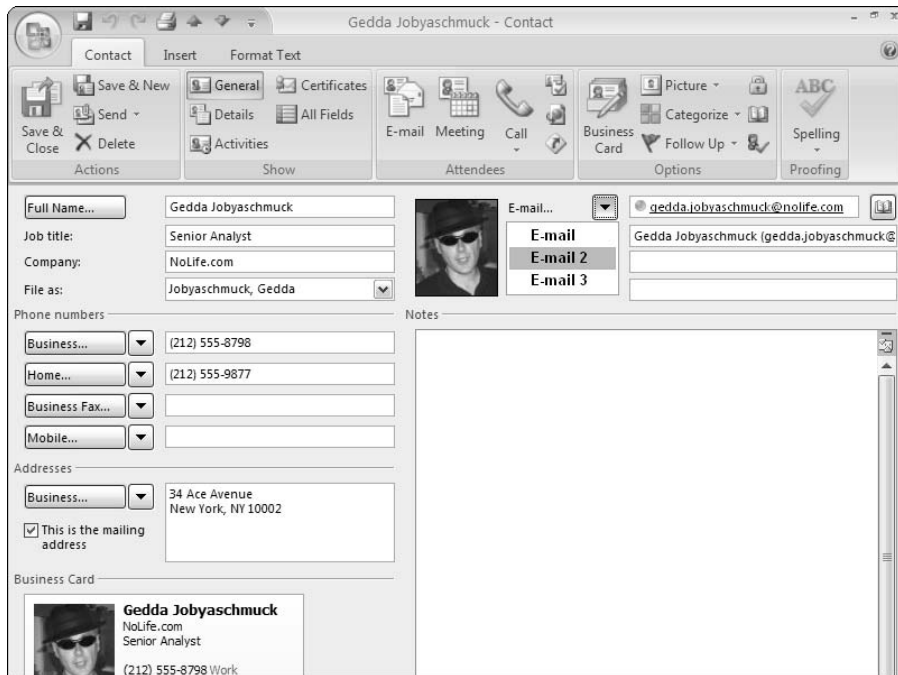 Gedda Jobyaschmuck - Contact
Contact Insert Format Text
Save & Close
Save & New
Send
Delete
Actions
General
Details
Activities
Certificates
All Fields
Show
E-mail
Meeting
Call
Attendees
Business Card
Picture
Categorize
Follow Up
Options
ABC
Spelling
Proofing
Full Name... Gedda Jobyaschmuck
Job title: Senior Analyst
Company: NoLife.com
File as: Jobyaschmuck, Gedda
E-mail... gedda.jobyaschmuck@nolife.com
E-mail
E-mail 2
E-mail 3
Gedda Jobyaschmuck (gedda.jobyaschmuck@
Phone numbers
Business... (212) 555-8798
Home... (212) 555-9877
Business Fax...
Mobile...
Addresses
Business... 34 Ace Avenue
New York, NY 10002
This is the mailing
address
Notes
Business Card
Gedda Jobyaschmuck
NoLife.com
Senior Analyst
(212) 555-8798 Work